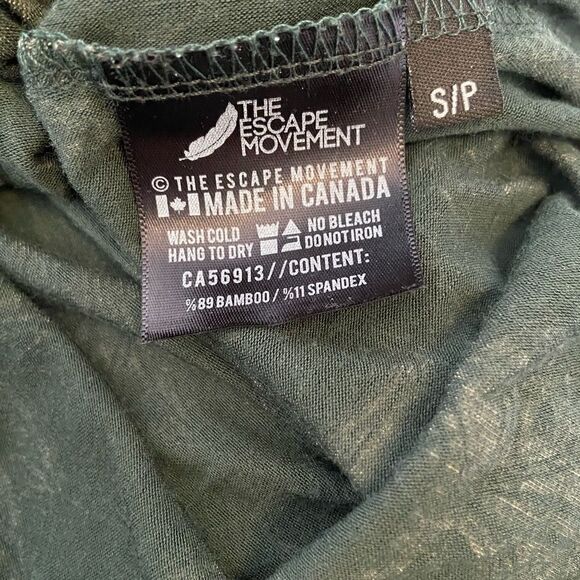 THE
ESCAPE
MOVEMENT
© THE ESCAPE MOVEMENT
MADE IN CANADA
WASH COLD NO BLEACH
HANG TO DRY DO NOT IRON
CA56913//CONTENT:
%89 BAMBOO / %11 SPANDEX
S/P